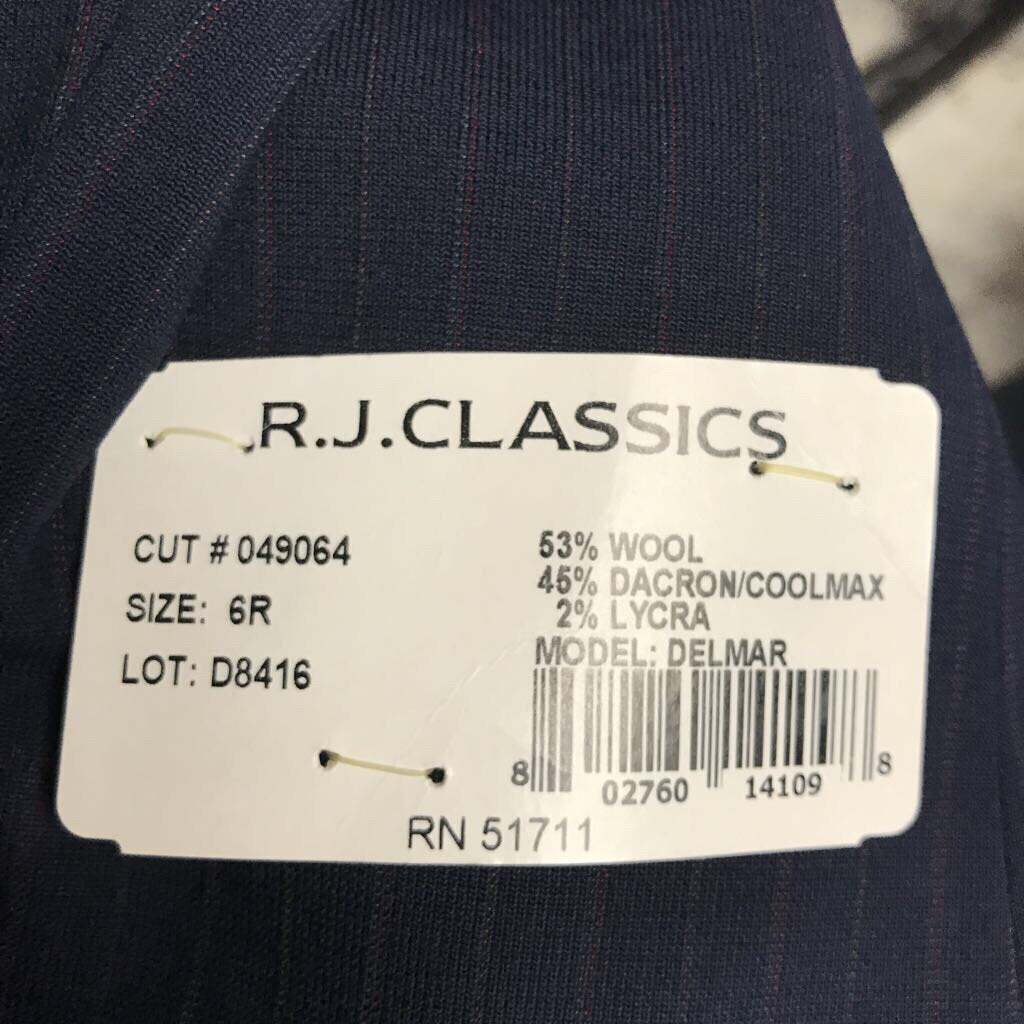 R.J.CLASSICS
CUT # 049064
SIZE: 6R
LOT: D8416
53% WOOL
45% DACRON/COOLMAX
2% LYCRA
MODEL: DELMAR
8 02760 14109 8
RN 51711